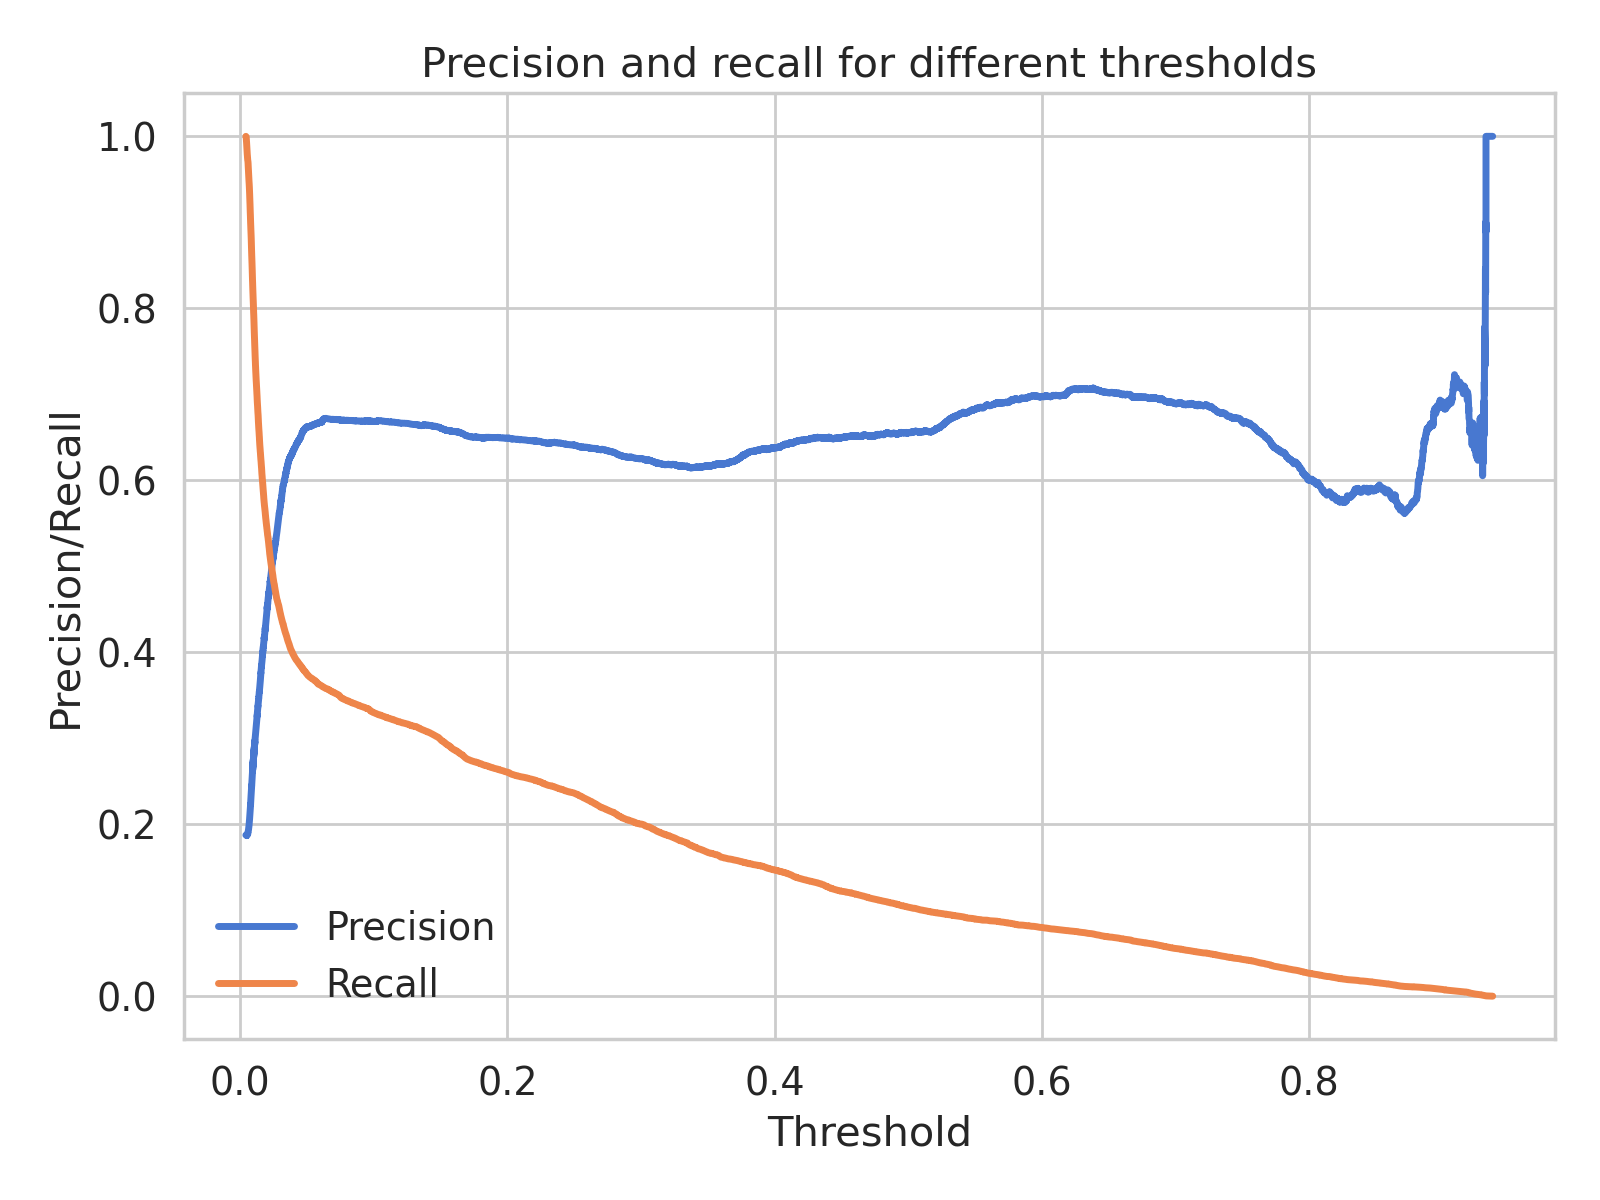 Precision and recall for different thresholds
1.0
0.8
0.6
0.4
0.2
0.0
Precision/Recall
Precision
Recall
0.0 0.2 0.4 0.6 0.8
Threshold